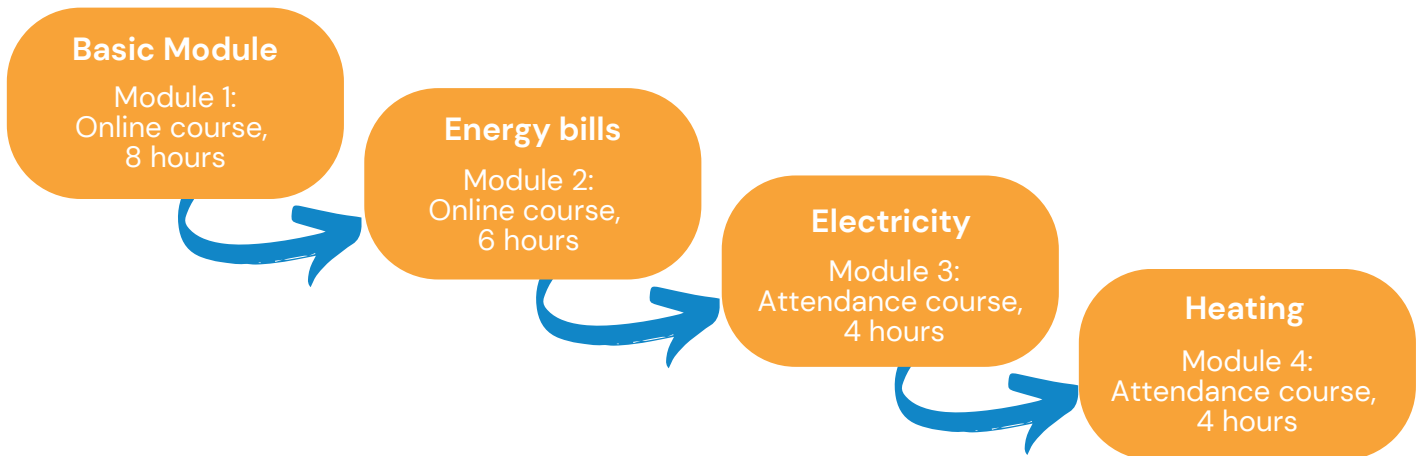 Basic Module
Module 1:
Online course,
8 hours
Energy bills
Module 2:
Online course,
6 hours
Electricity
Module 3:
Attendance course,
4 hours
Heating
Module 4:
Attendance course,
4 hours